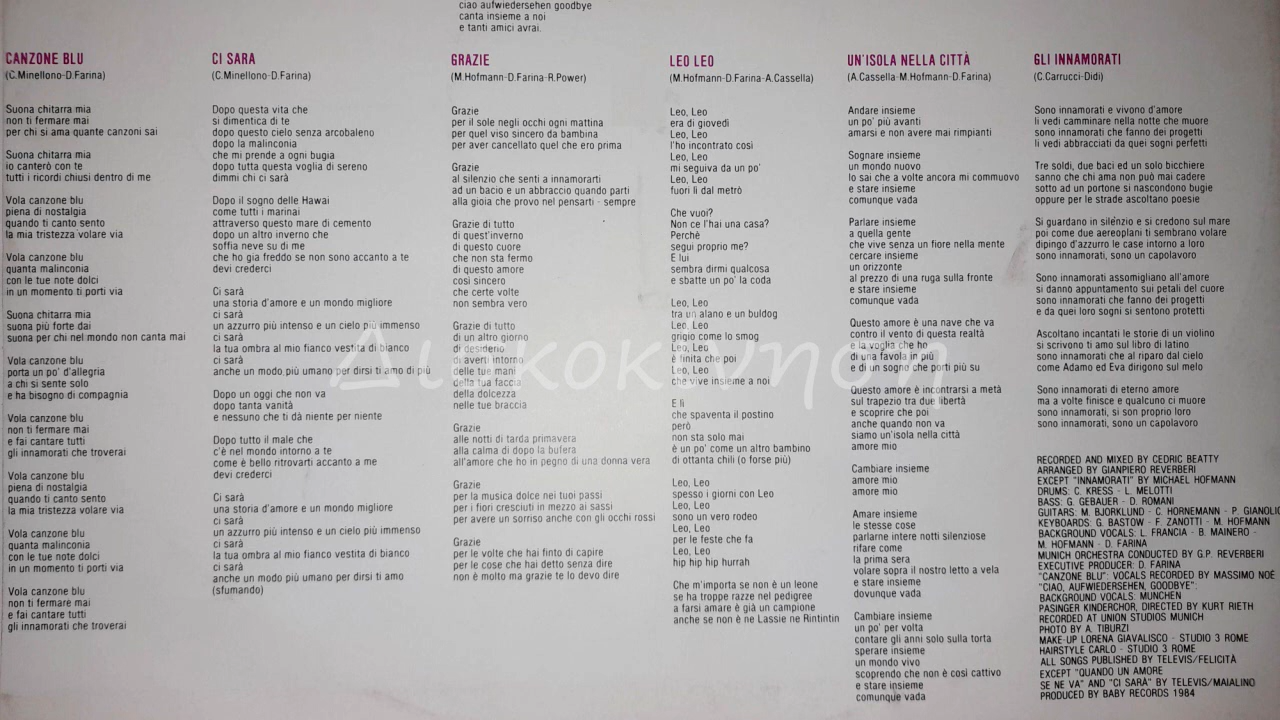 ciao aufwiedersehen goodbye
canta insieme a noi
e tanti amici avrai.
CANZONE BLU
(C.Minellono-D.Farina)
Suona chitarra mia
non ti fermare mai
per chi si ama quante canzoni sai
Suona chitarra mia
io canterò con te
tutti i ricordi chiusi dentro di me
Vola canzone blu
piena di nostalgia
quando ti canto sento
la mia tristezza volare via
Vola canzone blu
quanta malinconia
con le tue note dolci
in un momento ti porti via
Suona chitarra mia
suona più forte dai
suona per chi nel mondo non canta mai
Vola canzone blu
porta un po' d'allegria
a chi si sente solo
e ha bisogno di compagnia
Vola canzone blu
non ti fermare mai
e fai cantare tutti
gli innamorati che troverai
Vola canzone blu
piena di nostalgia
quando ti canto sento
la mia tristezza volare via
Vola canzone blu
quanta malinconia
con le tue note dolci
in un momento ti porti via
Vola canzone blu
non ti fermare mai
e fai cantare tutti
gli innamorati che troverai
CI SARA
(C.Minellono-D.Farina)
Dopo questa vita che
si dimentica di te
dopo questo cielo senza arcobaleno
dopo la malinconia
che mi prende a ogni bugia
dopo tutta questa voglia di sereno
dimmi chi ci sarà
Dopo il sogno delle Hawai
come tutti i marinai
attraverso questo mare di cemento
dopo un altro inverno che
soffia neve su di me
che ho gia freddo se non sono accanto a te
devi crederci
Ci sarà
una storia d'amore e un mondo migliore
ci sarà
un azzurro più intenso e un cielo più immenso
ci sarà
la tua ombra al mio fianco vestita di bianco
ci sarà
anche un modo più umano per dirsi ti amo di più
Dopo un oggi che non va
dopo tanta vanità
e nessuno che ti dà niente per niente
Dopo tutto il male che
c'è nel mondo intorno a te
come è bello ritrovarti accanto a me
devi crederci
Ci sarà
una storia d'amore e un mondo migliore
ci sarà
un azzurro più intenso e un cielo più immenso
ci sarà
la tua ombra al mio fianco vestita di bianco
ci sarà
anche un modo più umano per dirsi ti amo
(sfumando)
GRAZIE
(M.Hofmann-D.Farina-R.Power)
Grazie
per il sole negli occhi ogni mattina
per quel viso sincero da bambina
per aver cancellato quel che ero prima
Grazie
al silenzio che senti a innamorarti
ad un bacio e un abbraccio quando parti
alla gioia che provo nel pensarti - sempre
Grazie di tutto
di quest'inverno
di questo cuore
che non sta fermo
di questo amore
così sincero
che certe volte
non sembra vero
Grazie di tutto
di un altro giorno
di desiderio
di averti intorno
delle tue mani
della tua faccia
della dolcezza
nelle tue braccia
Grazie
alle notti di tarda primavera
alla calma di dopo la bufera
all'amore che ho in pegno di una donna vera
Grazie
per la musica dolce nei tuoi passi
per i fiori cresciuti in mezzo ai sassi
per avere un sorriso anche con gli occhi rossi
Grazie
per le volte che hai finto di capire
per le cose che hai detto senza dire
non è molto ma grazie te lo devo dire
LEO LEO
(M.Hofmann-D.Farina-A.Cassella)
Leo, Leo
era di giovedì
Leo, Leo
l'ho incontrato così
Leo, Leo
mi seguiva da un po'
Leo, Leo
fuori lì dal metrò
Che vuoi?
Non ce l'hai una casa?
Perchè
segui proprio me?
E lui
sembra dirmi qualcosa
e sbatte un po' la coda
Leo, Leo
tra un alano e un buldog
Leo, Leo
grigio come lo smog
Leo, Leo
è finita che poi
Leo, Leo
che vive insieme a noi
E lì
che spaventa il postino
però
non sta solo mai
è un po' come un altro bambino
di ottanta chili (o forse più)
Leo, Leo
spesso i giorni con Leo
Leo, Leo
sono un vero rodeo
Leo, Leo
per le feste che fa
Leo, Leo
hip hip hip hurrah
Che m'importa se non è un leone
se ha troppe razze nel pedigree
a farsi amare è già un campione
anche se non è ne Lassie ne Rintintin
UN'ISOLA NELLA CITTÀ
(A.Cassella-M.Hofmann-D.Farina)
Andare insieme
un po' più avanti
amarsi e non avere mai rimpianti
Sognare insieme
un mondo nuovo
lo sai che a volte ancora mi commuovo
e stare insieme
comunque vada
Parlare insieme
a quella gente
che vive senza un fiore nella mente
cercare insieme
un orizzonte
al prezzo di una ruga sulla fronte
e stare insieme
comunque vada
Questo amore è una nave che va
contro il vento di questa realtà
e la voglia che ho
di una favola in più
e di un sogno che porti più su
Questo amore è incontrarsi a metà
sul trapezio tra due libertà
e scoprire che poi
anche quando non va
siamo un'isola nella città
amore mio
Cambiare insieme
amore mio
amore mio
Amare insieme
le stesse cose
parlarne intere notti silenziose
rifare come
la prima sera
volare sopra il nostro letto a vela
e stare insieme
dovunque vada
Cambiare insieme
un po' per volta
contare gli anni solo sulla torta
sperare insieme
un mondo vivo
scoprendo che non è così cattivo
e stare insieme
comunque vada
GLI INNAMORATI
(C.Carrucci-Didi)
Sono innamorati e vivono d'amore
li vedi camminare nella notte che muore
sono innamorati che fanno dei progetti
li vedi abbracciati da quei sogni perfetti
Tre soldi, due baci ed un solo bicchiere
sanno che chi ama non può mai cadere
sotto ad un portone si nascondono bugie
oppure per le strade ascoltano poesie
Si guardano in silenzio e si credono sul mare
poi come due aereoplani ti sembrano volare
dipingo d'azzurro le case intorno a loro
sono innamorati, sono un capolavoro
Sono innamorati assomigliano all'amore
si danno appuntamento sui petali del cuore
sono innamorati che fanno dei progetti
e da quei loro sogni si sentono protetti
Ascoltano incantati le storie di un violino
si scrivono ti amo sul libro di latino
sono innamorati che al riparo dal cielo
come Adamo ed Eva dirigono sul melo
Sono innamorati di eterno amore
ma a volte finisce e qualcuno ci muore
sono innamorati, si son proprio loro
sono innamorati, sono un capolavoro
RECORDED AND MIXED BY CEDRIC BEATTY
ARRANGED BY GIANPIERO REVERBERI
EXCEPT "INNAMORATI" BY MICHAEL HOFMANN
DRUMS: C. KRESS - L. MELOTTI
BASS: G. GEBAUER - D. ROMANI
GUITARS: M. BJORKLUND - C. HORNEMANN - P. GIANOLIO
KEYBOARDS: G. BASTOW - F. ZANOTTI - M. HOFMANN
BACKGROUND VOCALS: L. FRANCIA - B. MAINERO -
M. HOFMANN - D. FARINA
MUNICH ORCHESTRA CONDUCTED BY G.P. REVERBERI
EXECUTIVE PRODUCER: D. FARINA
"CANZONE BLU": VOCALS RECORDED BY MASSIMO NOE
"CIAO, AUFWIEDERSEHEN, GOODBYE":
BACKGROUND VOCALS: MUNCHEN
PASINGER KINDERCHOR, DIRECTED BY KURT RIETH
RECORDED AT UNION STUDIOS MUNICH
PHOTO BY A. TIBURZI
MAKE-UP LORENA GIAVALISCO - STUDIO 3 ROME
HAIRSTYLE CARLO - STUDIO 3 ROME
ALL SONGS PUBLISHED BY TELEVIS/FELICITÀ
EXCEPT "QUANDO UN AMORE
SE NE VA" AND "CI SARÀ" BY TELEVIS/MAIALINO
PRODUCED BY BABY RECORDS 1984
Δισκοκίνηση